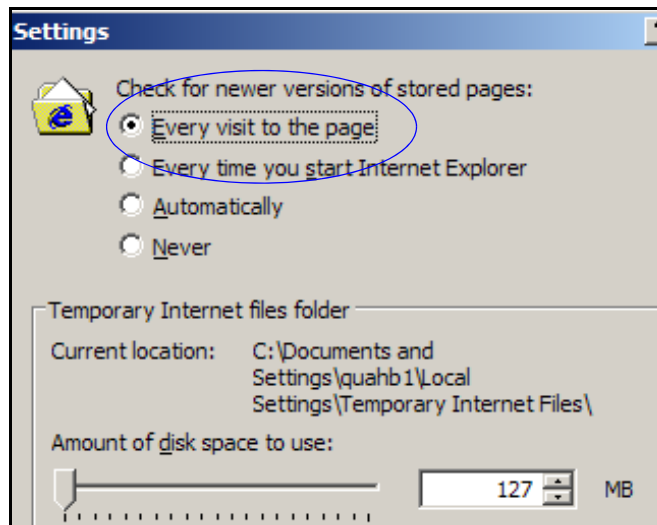 Settings
Check for newer versions of stored pages:
Every visit to the page
Every time you start Internet Explorer
Automatically
Never
Temporary Internet files folder
Current location: C:\Documents and
Settings\quahb1\Local
Settings\Temporary Internet Files\
Amount of disk space to use:
127 MB